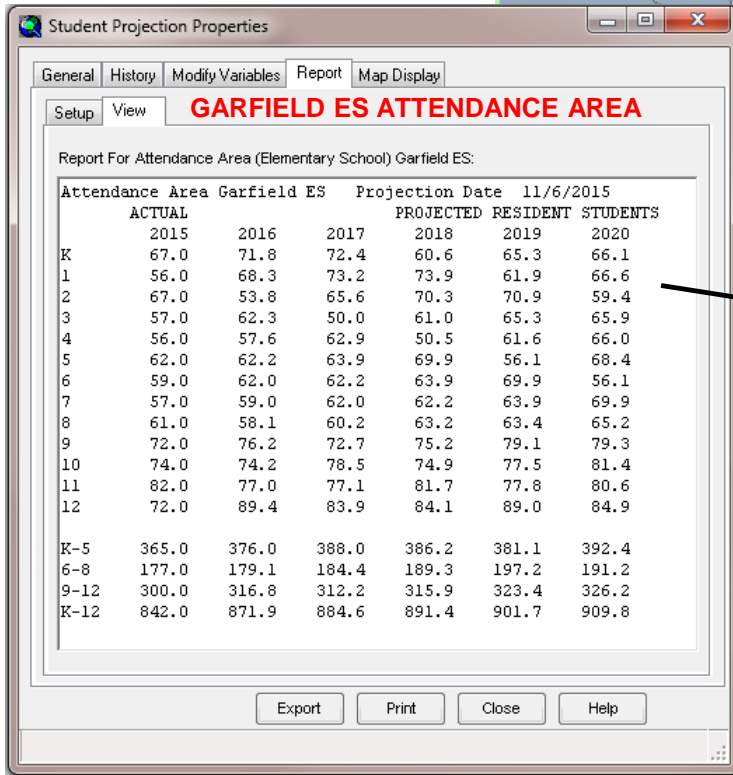 Student Projection Properties
General History Modify Variables Report Map Display
Setup View GARFIELD ES ATTENDANCE AREA
Report For Attendance Area (Elementary School) Garfield ES:
Attendance Area Garfield ES Projection Date 11/6/2015
ACTUAL PROJECTED RESIDENT STUDENTS
2015 2016 2017 2018 2019 2020
K 67.0 71.8 72.4 60.6 65.3 66.1
1 56.0 68.3 73.2 73.9 61.9 66.6
2 67.0 53.8 65.6 70.3 70.9 59.4
3 57.0 62.3 50.0 61.0 65.3 65.9
4 56.0 57.6 62.9 50.5 61.6 66.0
5 62.0 62.2 63.9 69.9 56.1 68.4
6 59.0 62.0 62.2 63.9 69.9 56.1
7 57.0 59.0 62.0 62.2 63.9 69.9
8 61.0 58.1 60.2 63.2 63.4 65.2
9 72.0 76.2 72.7 75.2 79.1 79.3
10 74.0 74.2 78.5 74.9 77.5 81.4
11 82.0 77.0 77.1 81.7 77.8 80.6
12 72.0 89.4 83.9 84.1 89.0 84.9
K-5 365.0 376.0 388.0 386.2 381.1 392.4
6-8 177.0 179.1 184.4 189.3 197.2 191.2
9-12 300.0 316.8 312.2 315.9 323.4 326.2
K-12 842.0 871.9 884.6 891.4 901.7 909.8
Export Print Close Help